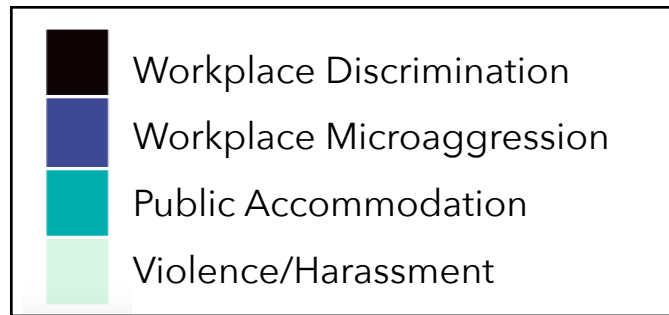 Workplace Discrimination
Workplace Microaggression
Public Accommodation
Violence/Harassment